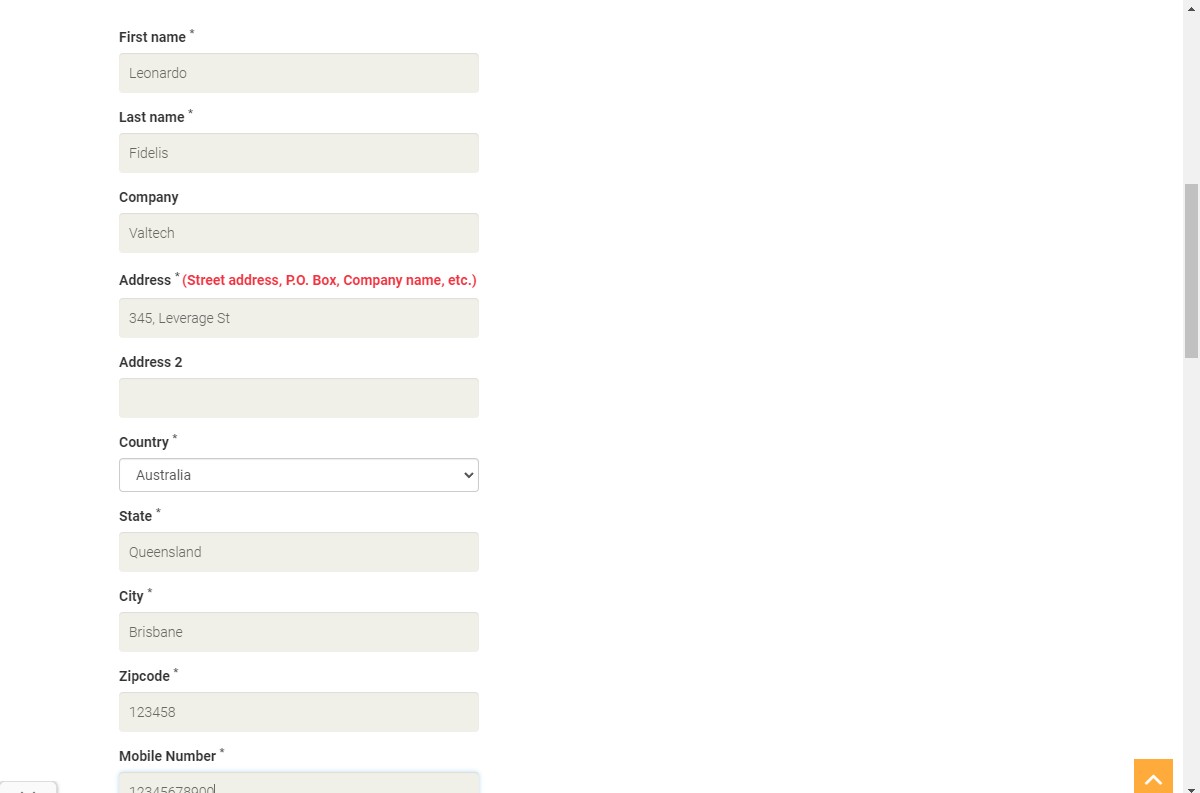 First name *
Leonardo
Last name *
Fidelis
Company
Valtech
Address * (Street address, P.O. Box, Company name, etc.)
345, Leverage St
Address 2
Country *
Australia
State *
Queensland
City *
Brisbane
Zipcode *
123458
Mobile Number *
12345678900